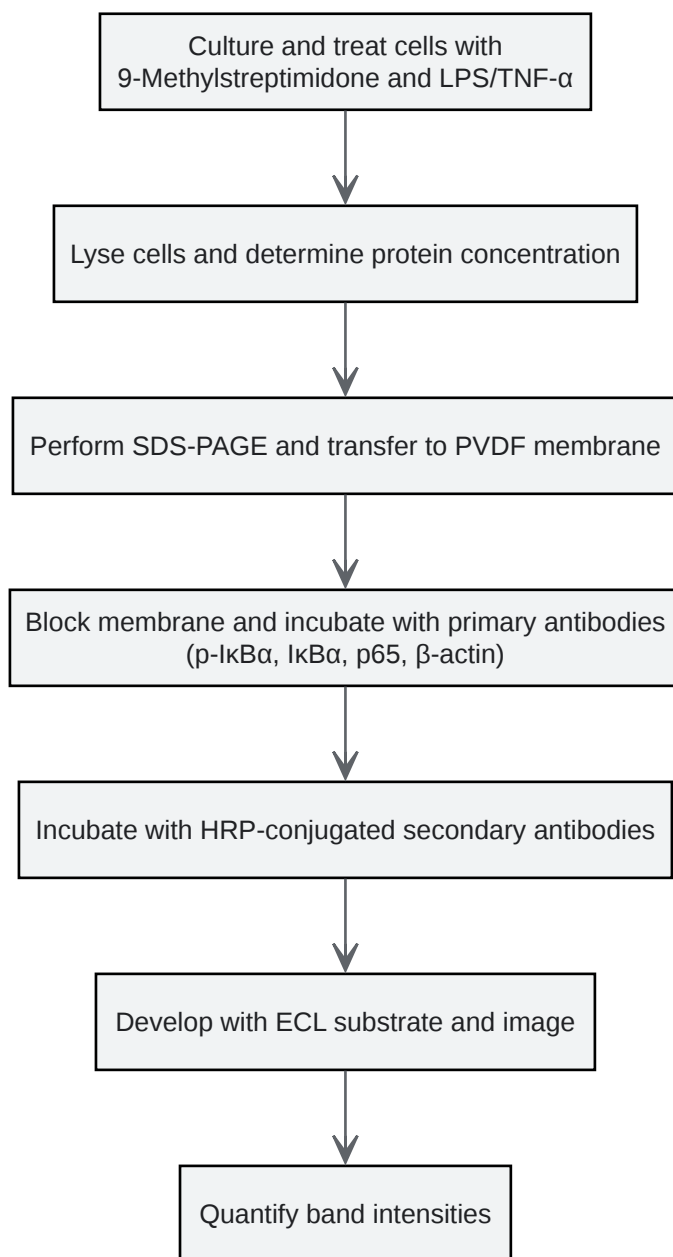 Culture and treat cells with
9-Methylstreptimidone and LPS/TNF-α
Lyse cells and determine protein concentration
Perform SDS-PAGE and transfer to PVDF membrane
Block membrane and incubate with primary antibodies
(p-IκBα, IκBα, p65, β-actin)
Incubate with HRP-conjugated secondary antibodies
Develop with ECL substrate and image
Quantify band intensities